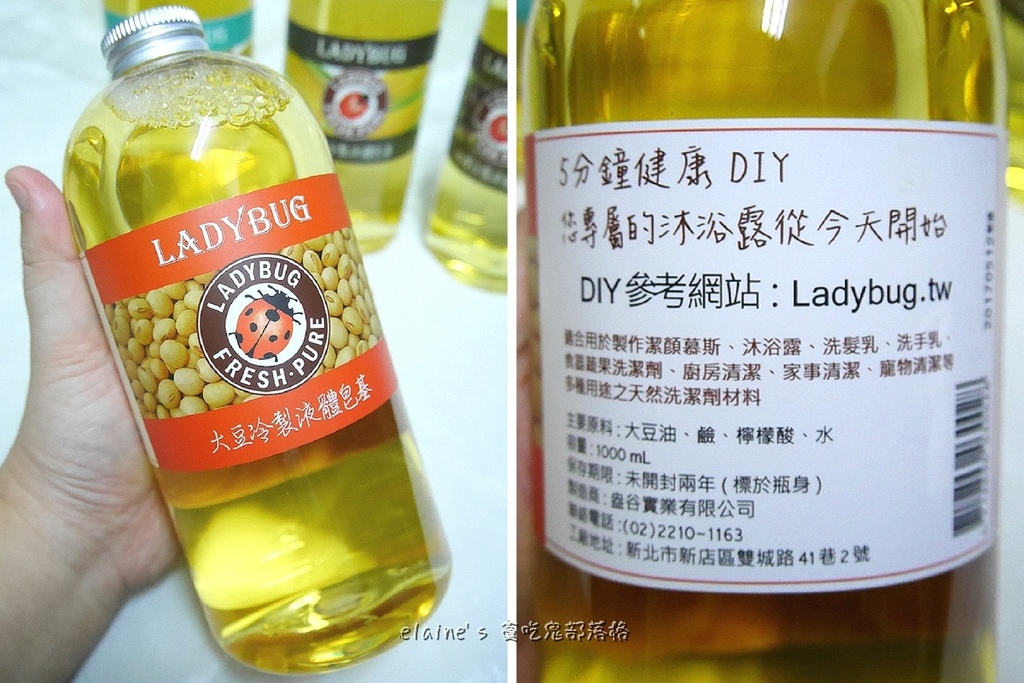 LADYBUG
LADYBUG
LADYBUG
FRESH·PURE
大豆冷製液體皂基
5分鐘健康 DIY
您專屬的沐浴露從今天開始
DIY參考網站：Ladybug.tw
適合用於製作潔顏慕斯、沐浴露、洗髮乳、洗手乳、
食器蔬果洗潔劑、廚房清潔、家事清潔、寵物清潔等
多種用途之天然洗潔劑材料
主要原料：大豆油、鹼、檸檬酸、水
容量：1000 mL
保存期限：未開封兩年（標於瓶身）
製造商：盎谷實業有限公司
聯絡電話：(02)2210-1163
工廠地址：新北市新店區雙城路41巷2號
elaine's 貪吃鬼部落格